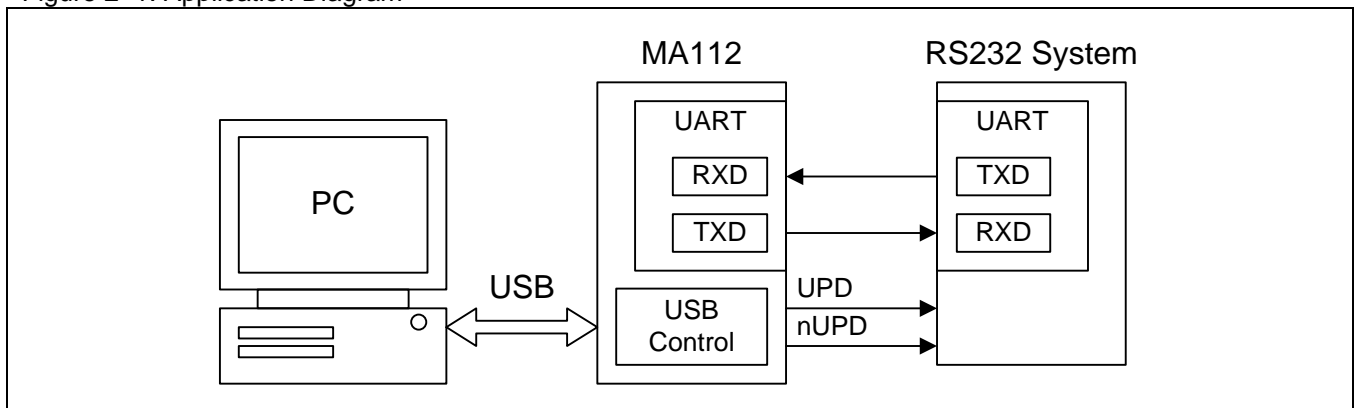 MA112
RS232 System
UART
UART
RXD
TXD
PC
TXD
RXD
USB
UPD
USB
Control
nUPD